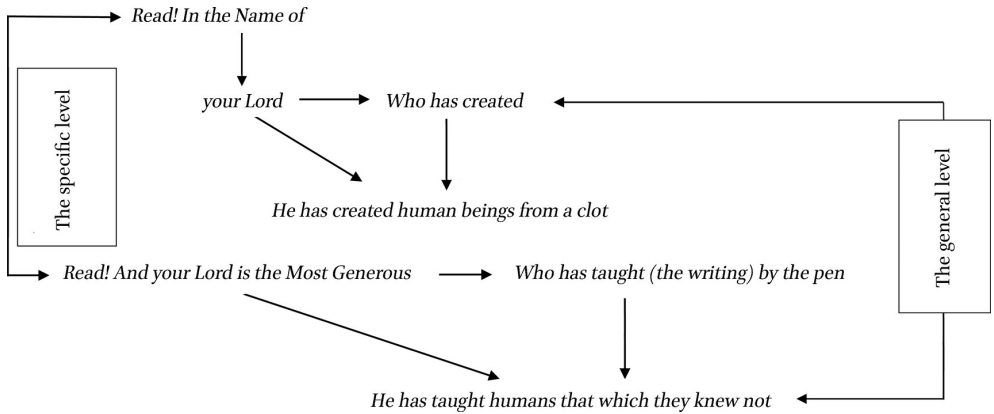 Read! In the Name of
The specific level
your Lord
Who has created
The general level
He has created human beings from a clot
Read! And your Lord is the Most Generous
Who has taught (the writing) by the pen
He has taught humans that which they knew not